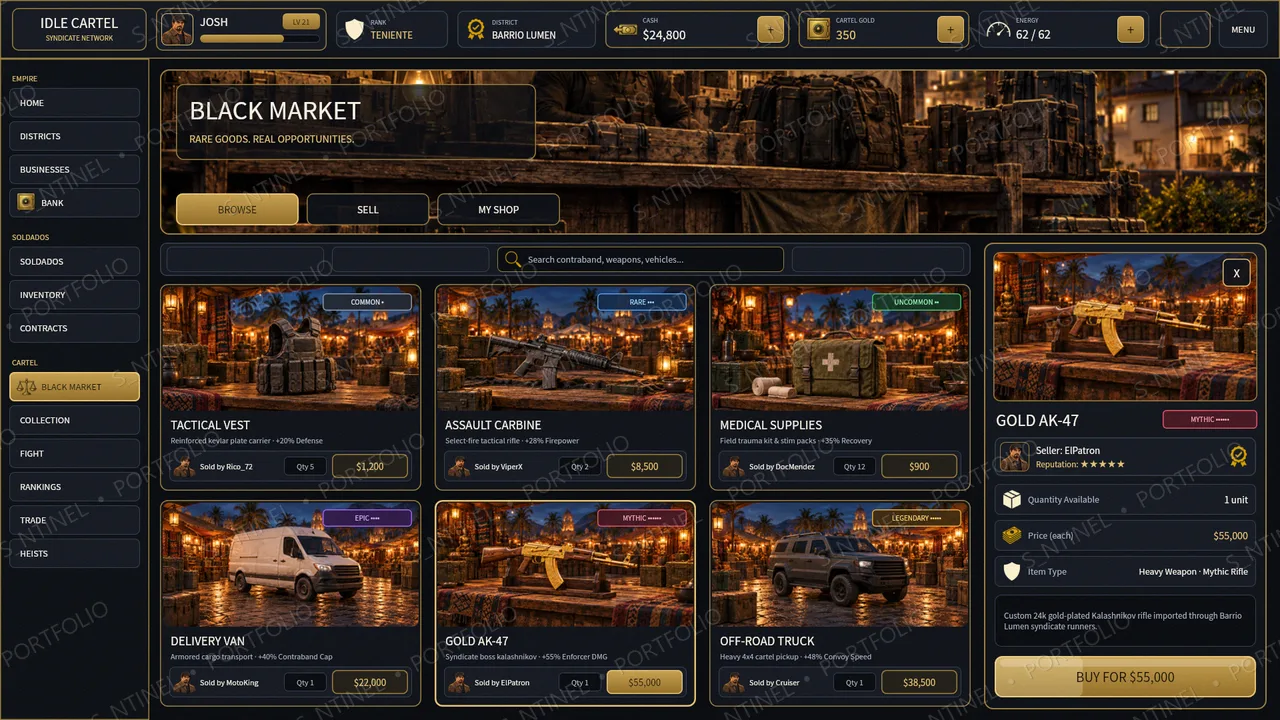 IDLE CARTEL
SYNDICATE NETWORK
JOSH
LV 21
RANK
TENIENTE
DISTRICT
BARRIO LUMEN
CASH
$24,800
+
CARTEL GOLD
350
+
ENERGY
62 / 62
+
MENU
EMPIRE
HOME
DISTRICTS
BUSINESSES
BANK
SOLDADOS
SOLDADOS
INVENTORY
CONTRACTS
CARTEL
BLACK MARKET
COLLECTION
FIGHT
RANKINGS
TRADE
HEISTS
BLACK MARKET
RARE GOODS. REAL OPPORTUNITIES.
BROWSE
SELL
MY SHOP
Search contraband, weapons, vehicles...
COMMON •
TACTICAL VEST
Reinforced kevlar plate carrier · +20% Defense
Sold by Rico_72
Qty 5
$1,200
RARE •••
ASSAULT CARBINE
Select-fire tactical rifle · +28% Firepower
Sold by ViperX
Qty 2
$8,500
UNCOMMON ••
MEDICAL SUPPLIES
Field trauma kit & stim packs · +35% Recovery
Sold by DocMendez
Qty 12
$900
EPIC ••••
DELIVERY VAN
Armored cargo transport · +40% Contraband Cap
Sold by MotoKing
Qty 1
$22,000
MYTHIC ••••••
GOLD AK-47
Syndicate boss kalashnikov · +55% Enforcer DMG
Sold by ElPatron
Qty 1
$55,000
LEGENDARY •••••
OFF-ROAD TRUCK
Heavy 4x4 cartel pickup · +48% Convoy Speed
Sold by Cruiser
Qty 1
$38,500
X
GOLD AK-47
MYTHIC ••••••
Seller: ElPatron
Reputation: ★★★★★
Quantity Available
1 unit
Price (each)
$55,000
Item Type
Heavy Weapon · Mythic Rifle
Custom 24k gold-plated Kalashnikov rifle imported through Barrio
Lumen syndicate runners.
BUY FOR $55,000
S_NTINEL • PORTFOLIO